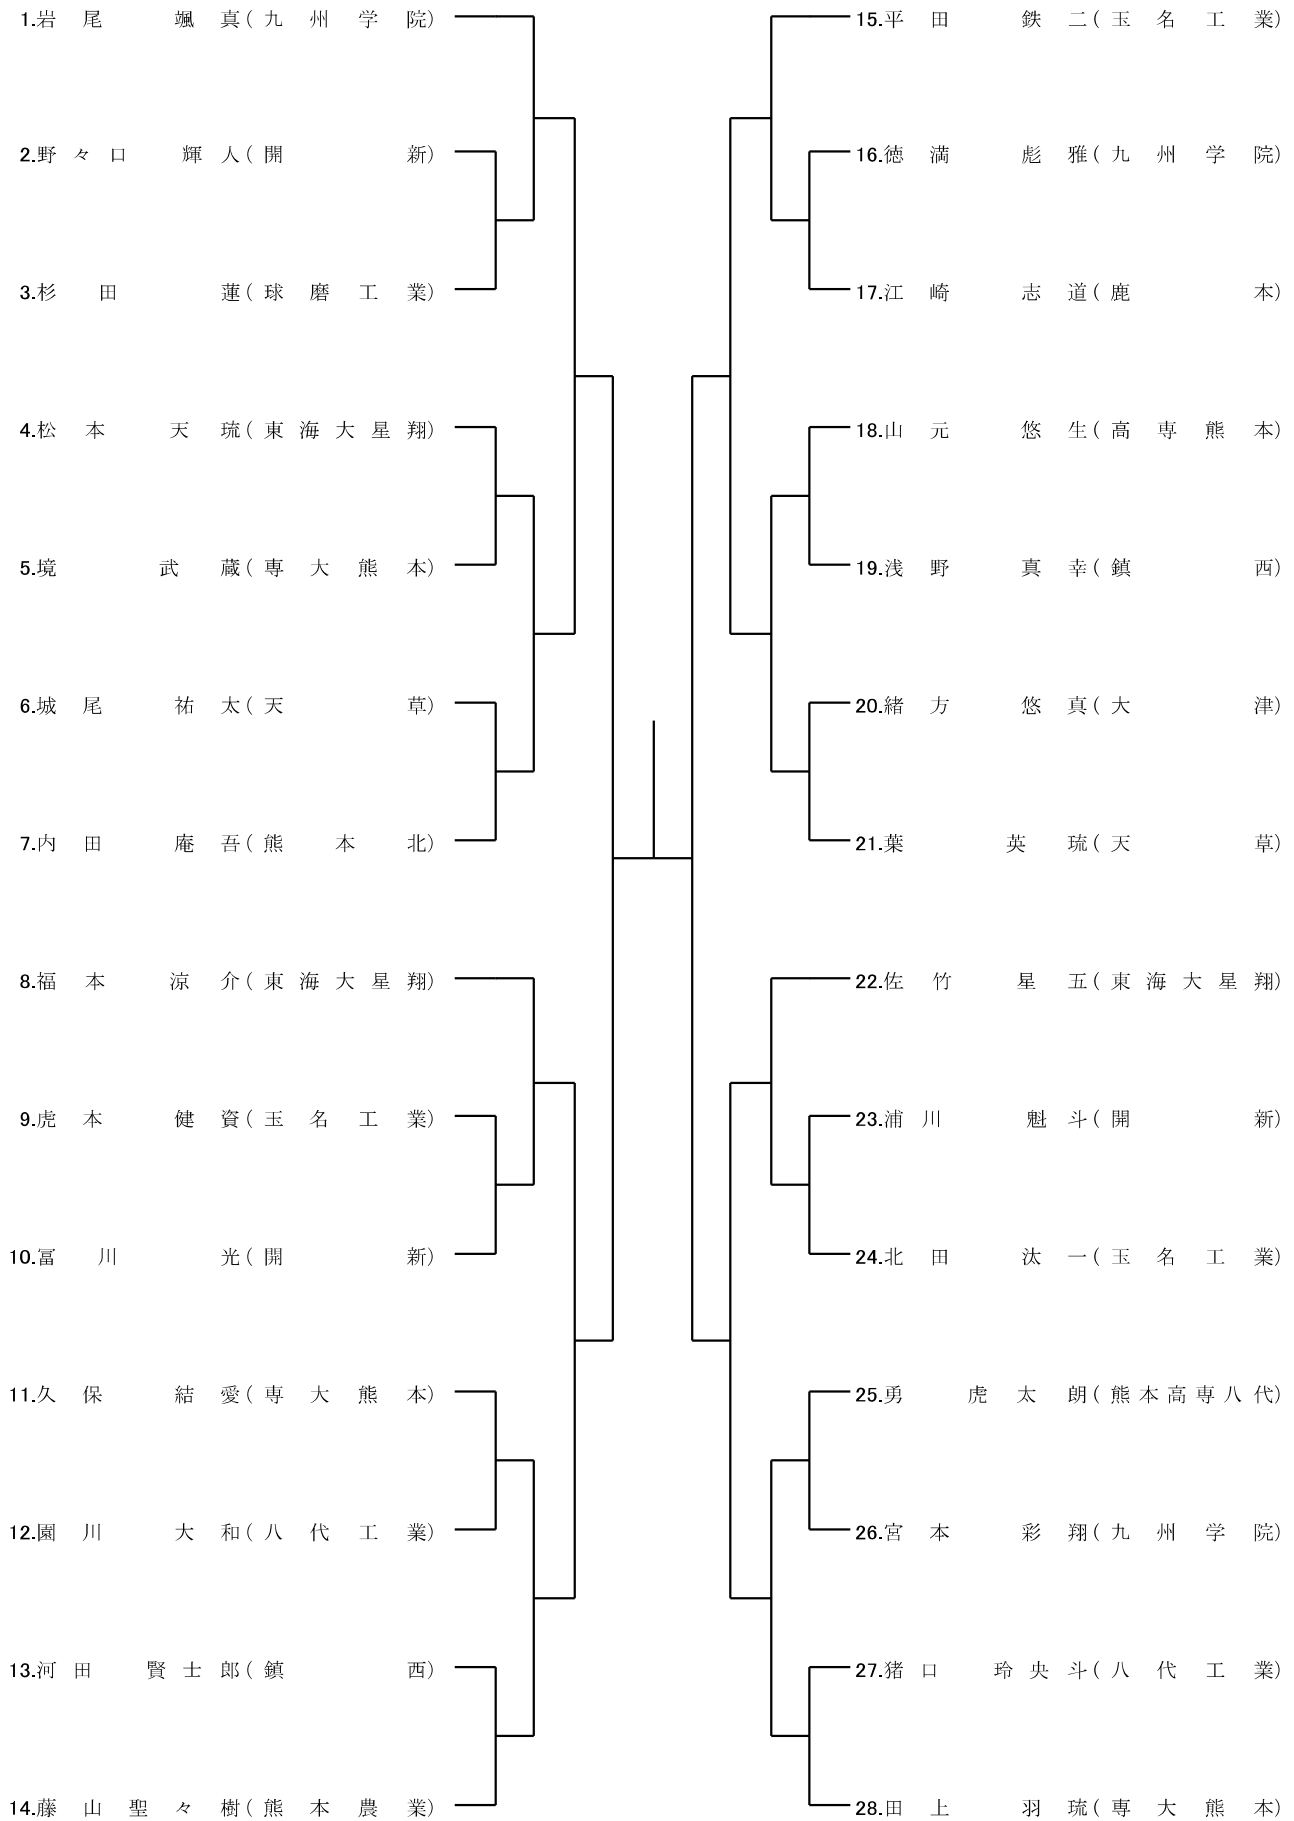 1.岩尾 颯真(九州学院)
2.野々口 輝人(開新)
3.杉田 蓮(球磨工業)
4.松本 天琉(東海大星翔)
5.境 武蔵(専大熊本)
6.城尾 祐太(天草)
7.内田 庵吾(熊本北)
8.福本 涼介(東海大星翔)
9.虎本 健資(玉名工業)
10.冨川 光(開新)
11.久保 結愛(専大熊本)
12.園川 大和(八代工業)
13.河田 賢士郎(鎮西)
14.藤山聖々樹(熊本農業)
15.平田 鉄二(玉名工業)
16.徳満 彪雅(九州学院)
17.江崎 志道(鹿本)
18.山元 悠生(高専熊本)
19.浅野 真幸(鎮西)
20.緒方 悠真(大津)
21.葉 英琉(天草)
22.佐竹 星五(東海大星翔)
23.浦川 魁斗(開新)
24.北田 汰一(玉名工業)
25.勇 虎太朗(熊本高専八代)
26.宮本 彩翔(九州学院)
27.猪口 玲央斗(八代工業)
28.田上 羽琉(専大熊本)